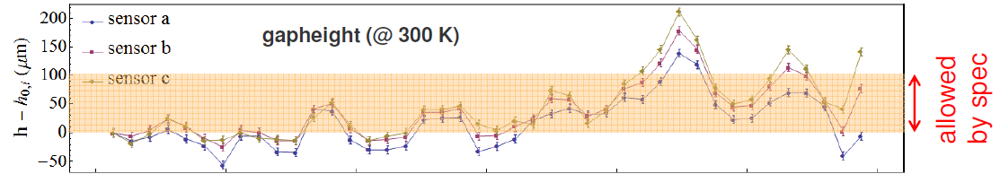 200
150
100
50
0
−50
h − h0,i (μm)
sensor a
sensor b
sensor c
gapheight (@ 300 K)
allowed
by spec